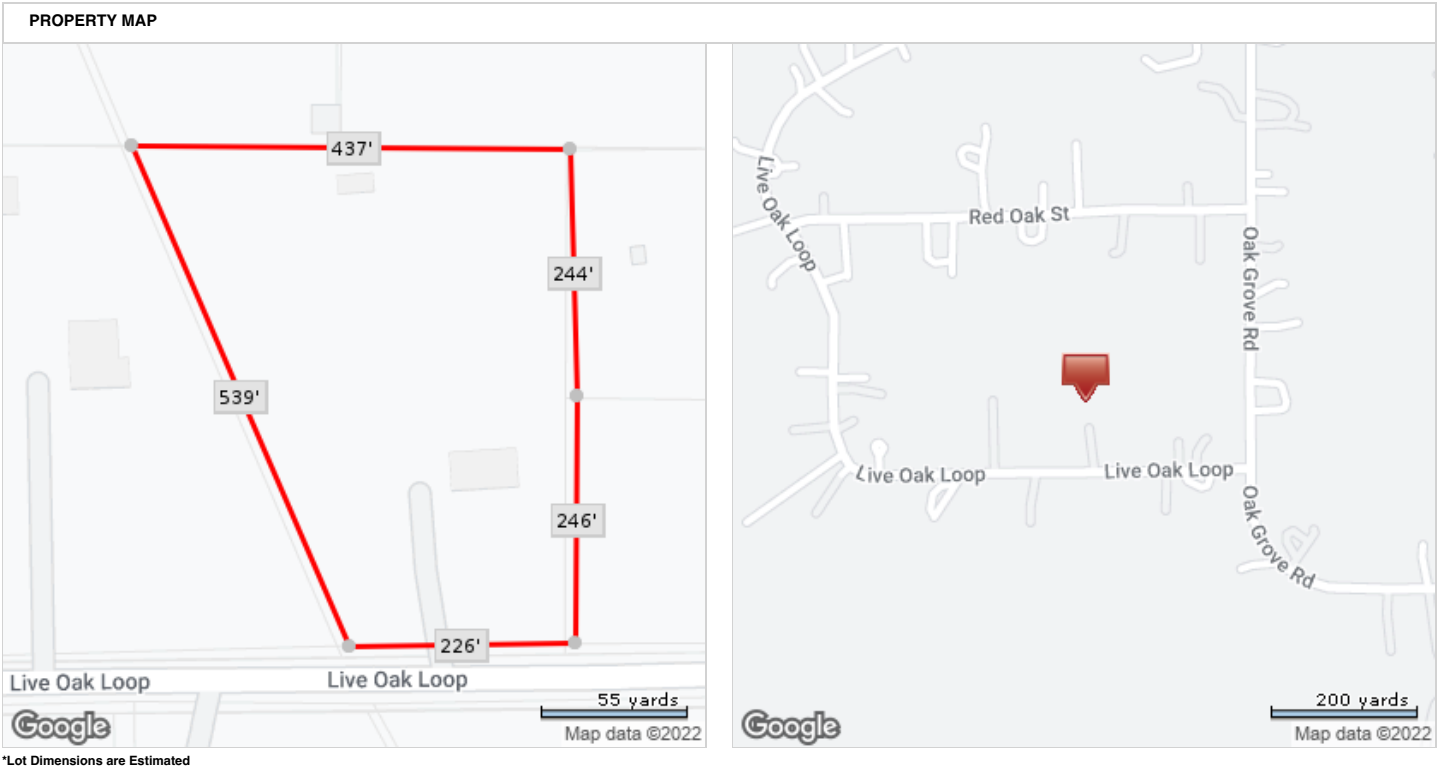 PROPERTY MAP
437'
244'
539'
246'
226'
Live Oak Loop
Live Oak Loop
55 yards
Google
Map data ©2022
Live Oak Loop
Red Oak St
Oak Grove Rd
Live Oak Loop
Live Oak Loop
Oak Grove Rd
200 yards
Google
Map data ©2022
*Lot Dimensions are Estimated